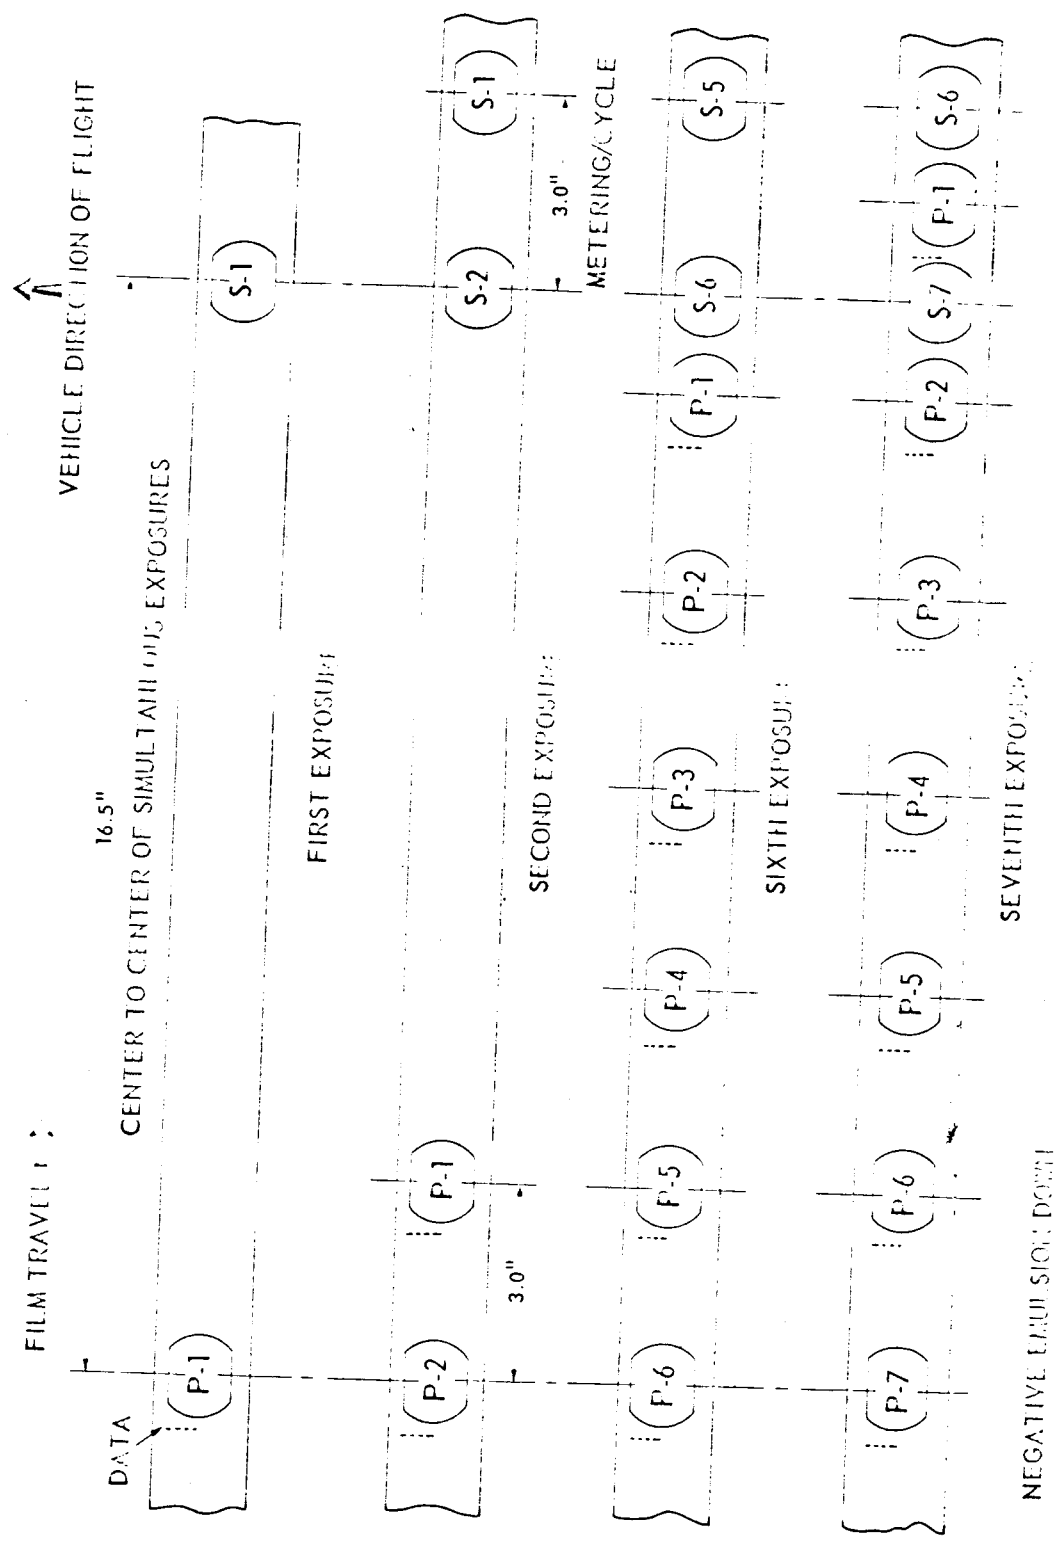 FILM TRAVEL
VEHICLE DIRECTION OF FLIGHT
16.5"
CENTER TO CENTER OF SIMULTANEOUS EXPOSURES
DATA
P-1
S-1
FIRST EXPOSURE
P-2
P-1
S-2
S-1
3.0"
3.0"
METERING/CYCLE
SECOND EXPOSURE
P-6
P-5
P-4
P-3
P-2
P-1
S-6
S-5
SIXTH EXPOSURE
P-7
P-6
P-5
P-4
P-3
P-2
S-7
P-1
S-6
SEVENTH EXPOSURE
NEGATIVE EMULSION DOWN